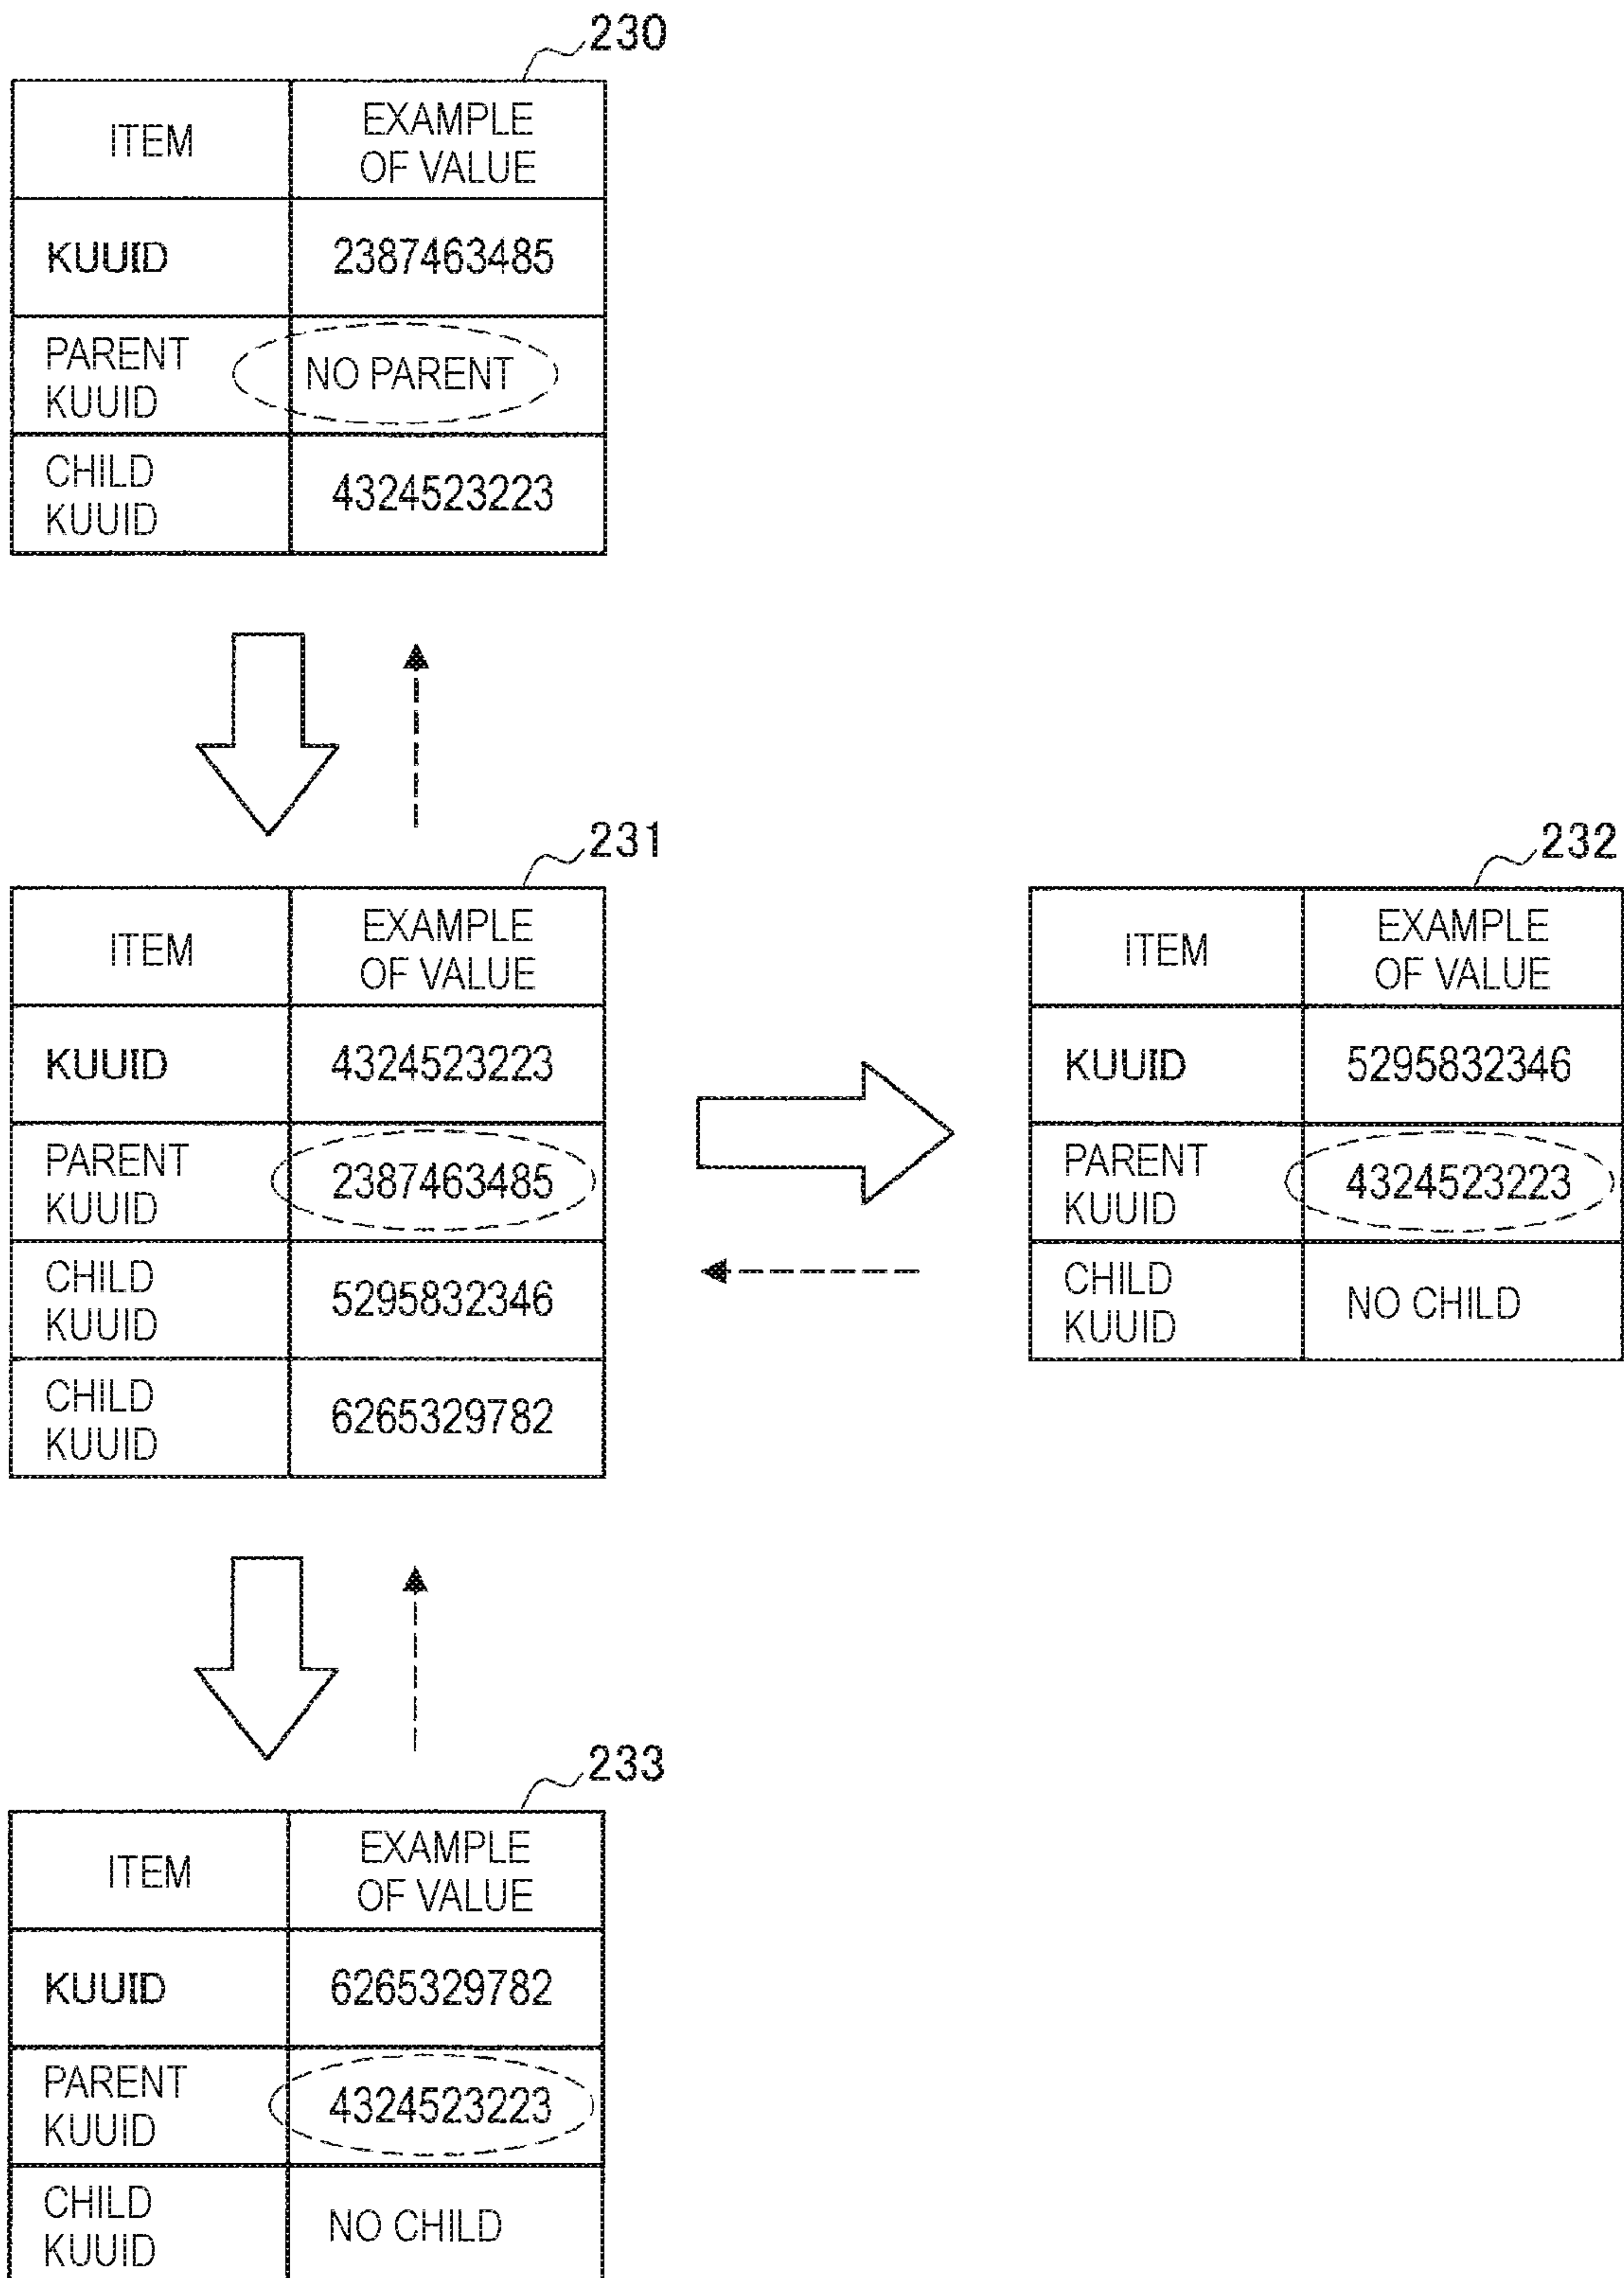 230
ITEM
EXAMPLE
OF VALUE
KUUID
2387463485
PARENT
KUUID
NO PARENT
CHILD
KUUID
4324523223
231
ITEM
EXAMPLE
OF VALUE
KUUID
4324523223
PARENT
KUUID
2387463485
CHILD
KUUID
5295832346
CHILD
KUUID
6265329782
232
ITEM
EXAMPLE
OF VALUE
KUUID
5295832346
PARENT
KUUID
4324523223
CHILD
KUUID
NO CHILD
233
ITEM
EXAMPLE
OF VALUE
KUUID
6265329782
PARENT
KUUID
4324523223
CHILD
KUUID
NO CHILD